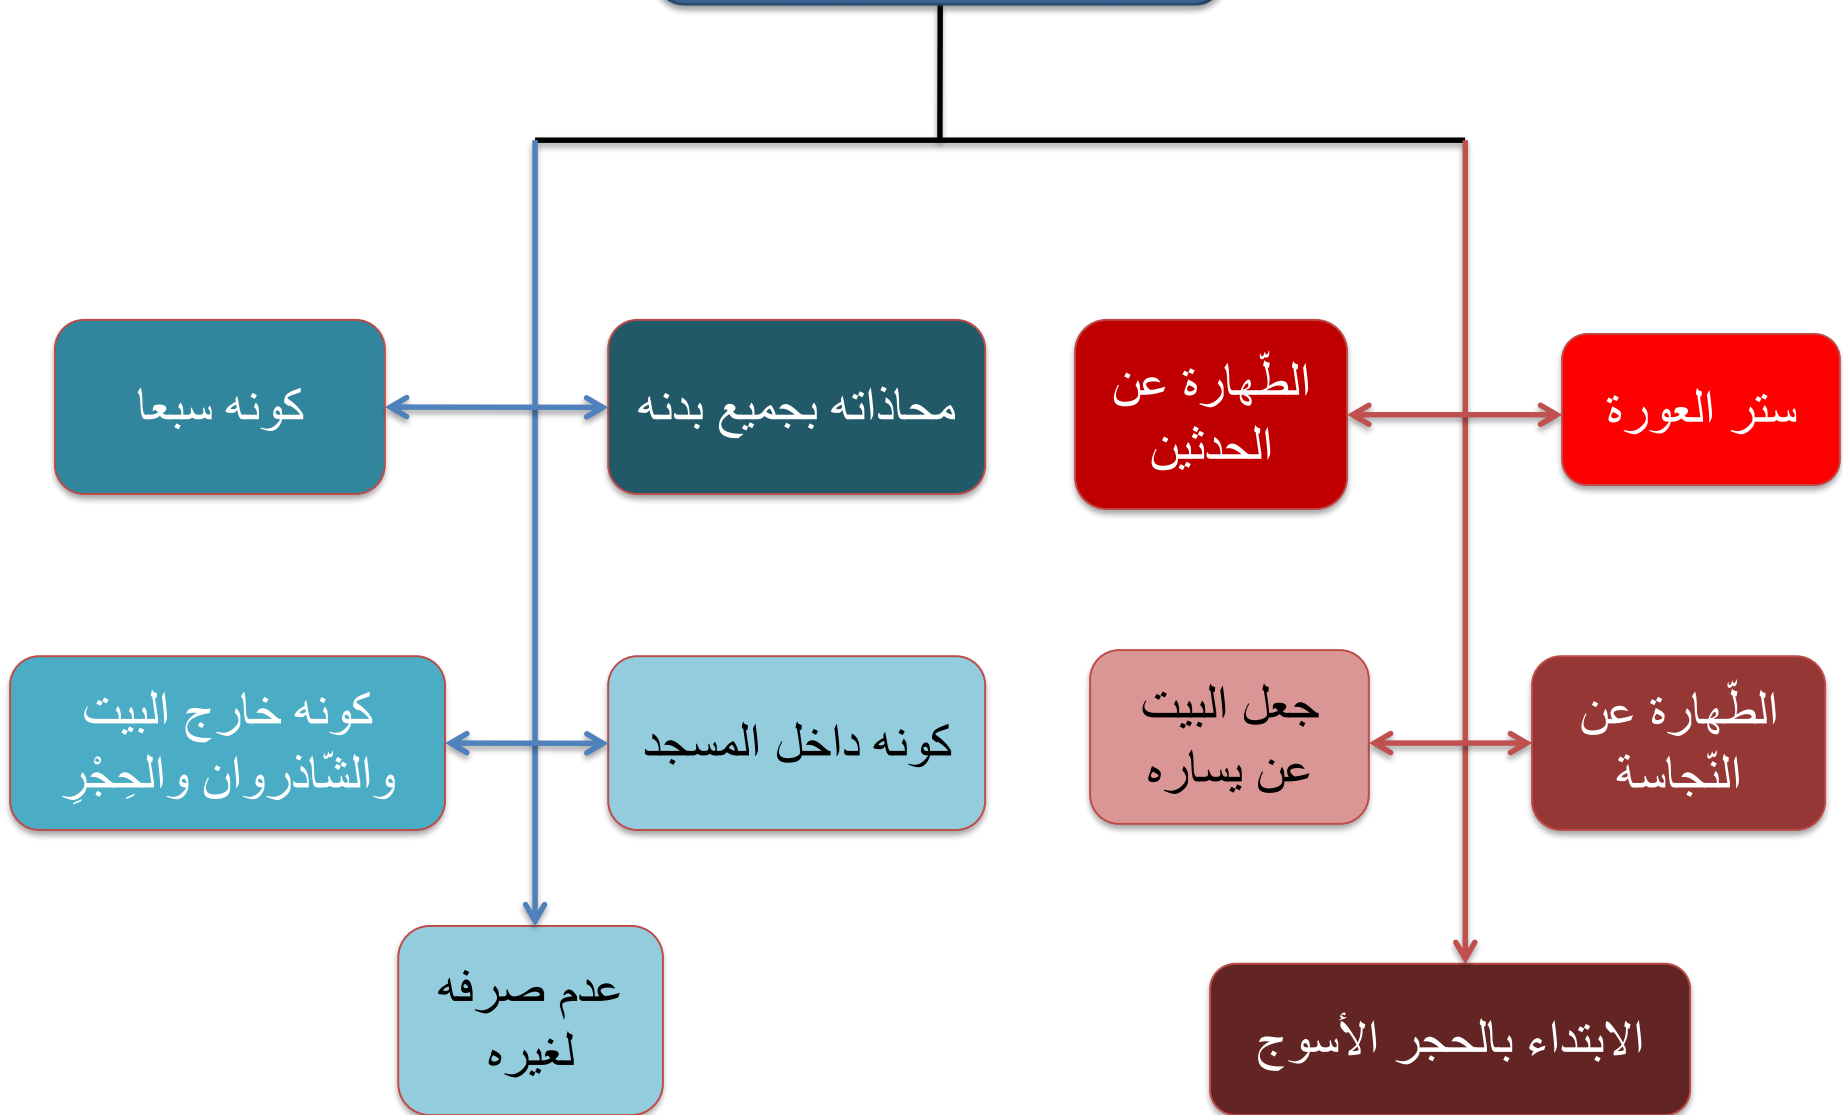 ستر العورة
الطّهارة عن
الحدثين
محاذاته بجميع بدنه
كونه سبعا
الطّهارة عن
النّجاسة
جعل البيت
عن يساره
كونه داخل المسجد
كونه خارج البيت
والشّاذروان والحِجْرِ
الابتداء بالحجر الأسوج
عدم صرفه
لغيره